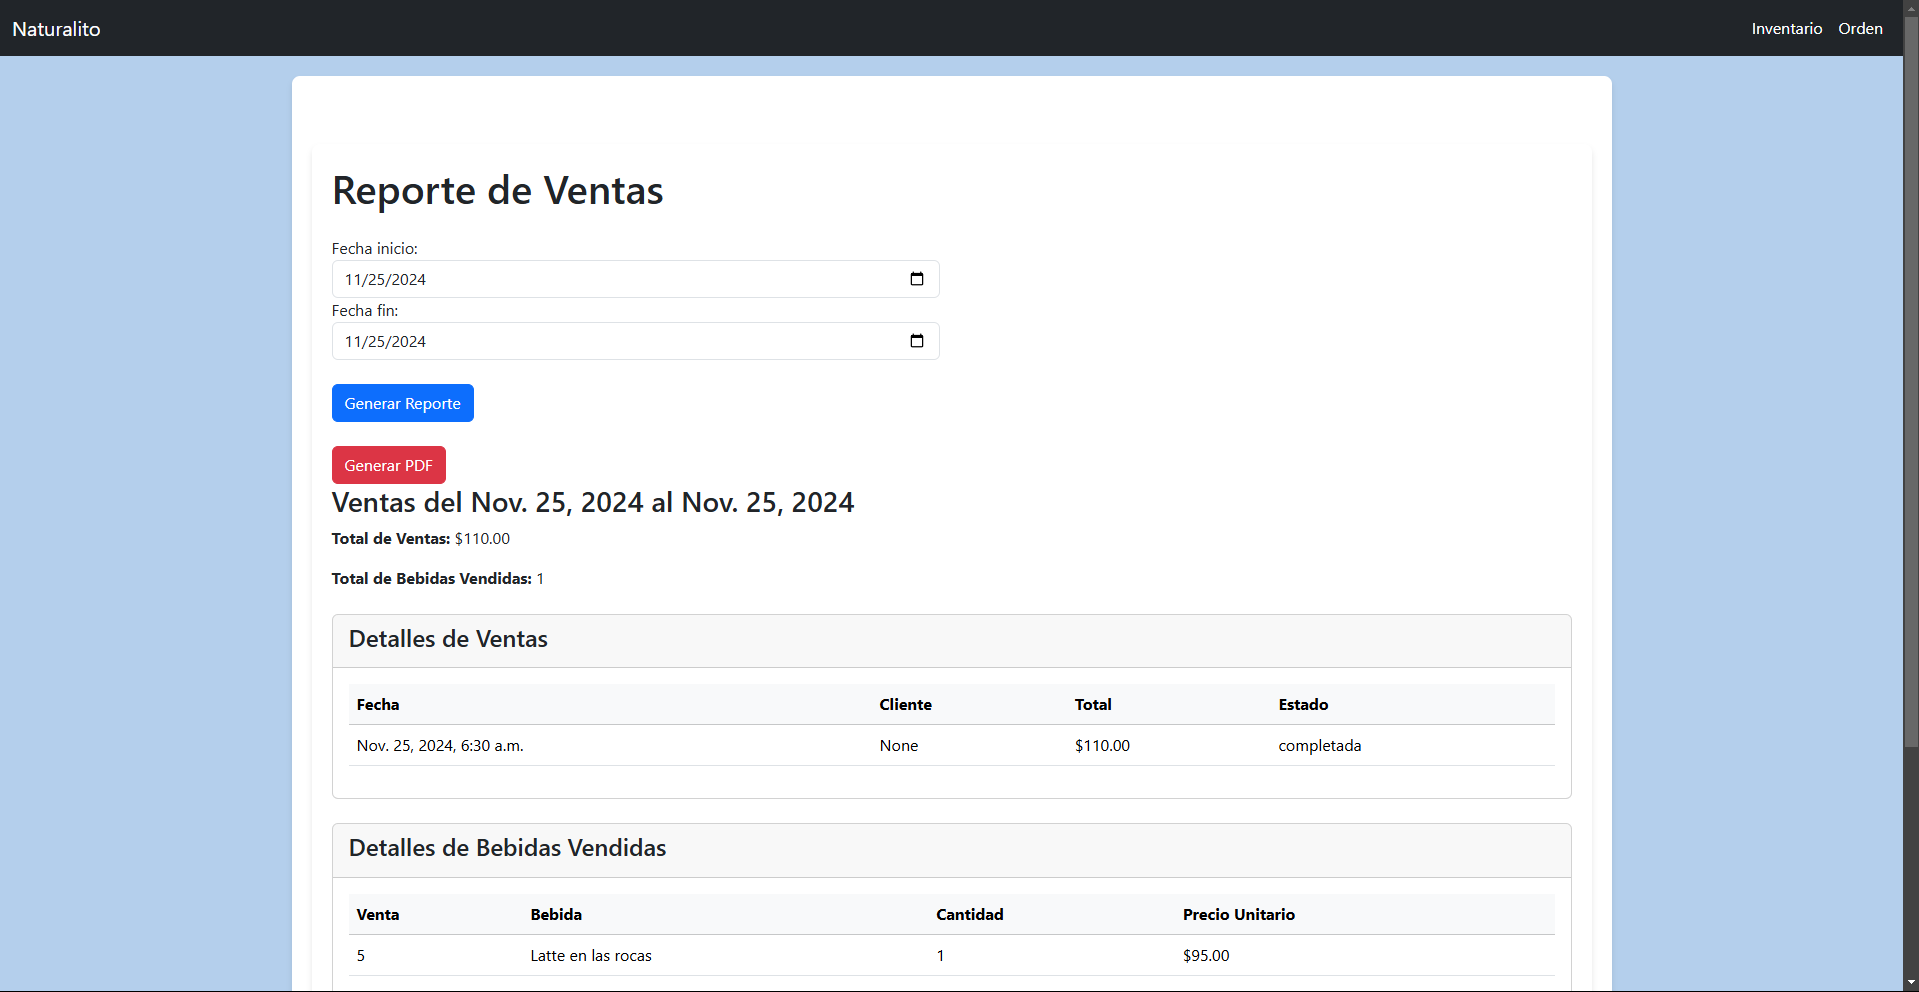 Naturalito Inventario Orden
Reporte de Ventas
Fecha inicio:
11/25/2024
Fecha fin:
11/25/2024
Generar Reporte
Generar PDF
Ventas del Nov. 25, 2024 al Nov. 25, 2024
Total de Ventas: $110.00
Total de Bebidas Vendidas: 1
Detalles de Ventas
Fecha Cliente Total Estado
Nov. 25, 2024, 6:30 a.m. None $110.00 completada
Detalles de Bebidas Vendidas
Venta Bebida Cantidad Precio Unitario
5 Latte en las rocas 1 $95.00